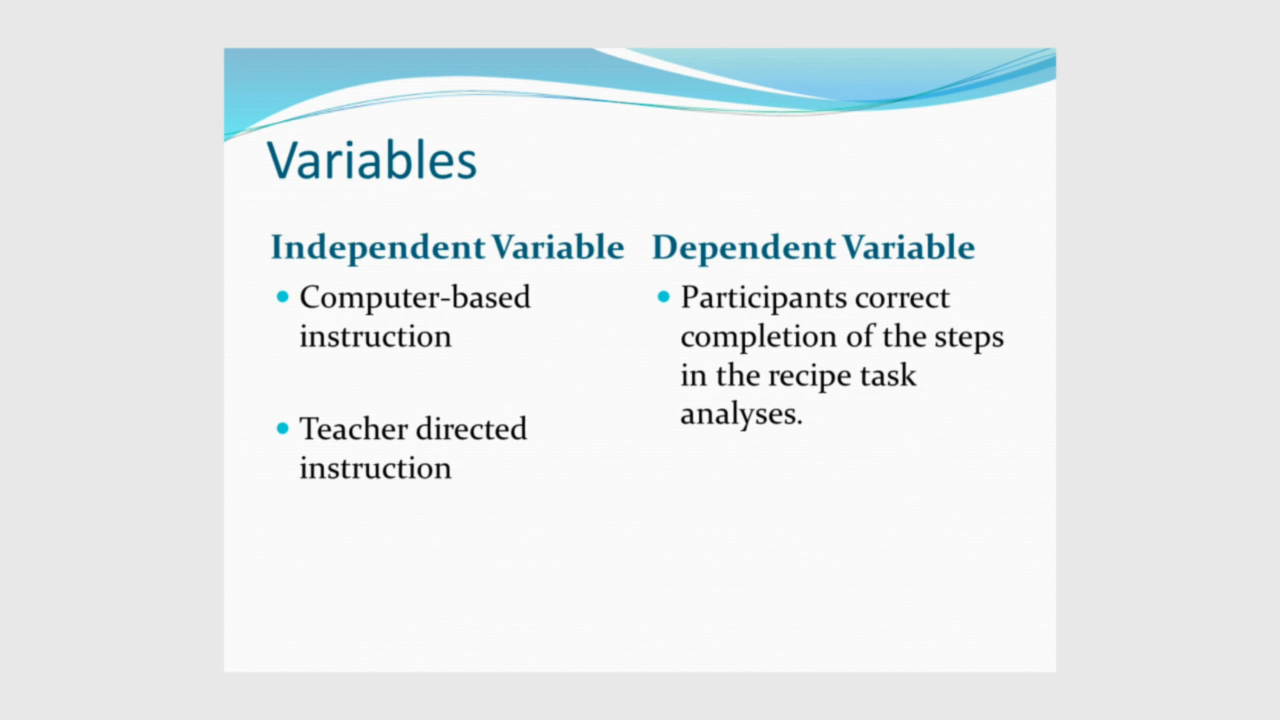 Variables
Independent Variable
Computer-based
instruction
Teacher directed
instruction
Dependent Variable
Participants correct
completion of the steps
in the recipe task
analyses.